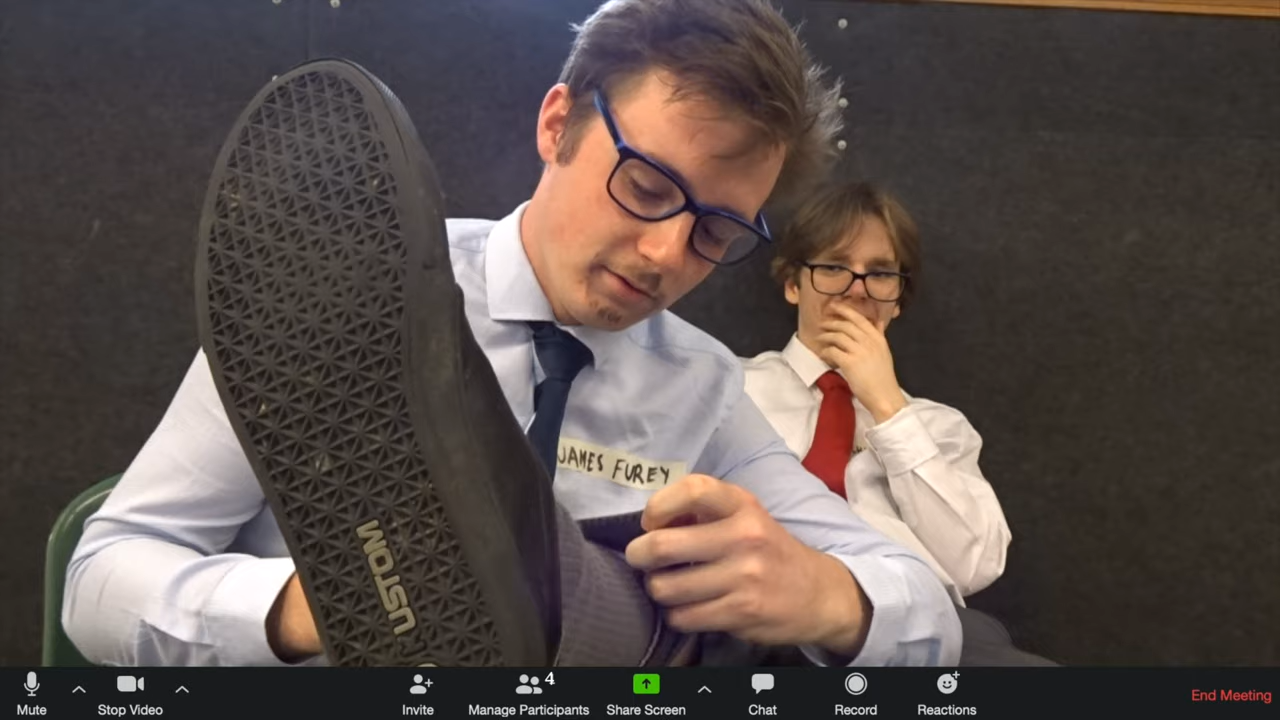 JAMES FUREY
USTOM
4
Mute
Stop Video
Invite
Manage Participants
Share Screen
Chat
Record
Reactions
End Meeting